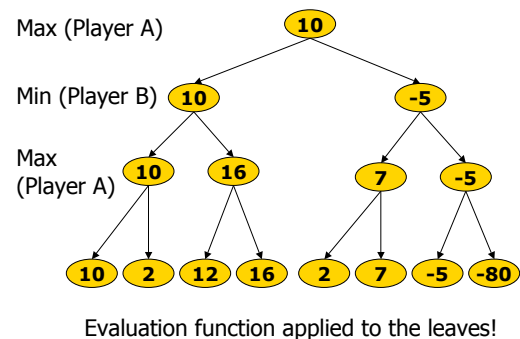 Max (Player A) 10
Min (Player B) 10 -5
Max
(Player A) 10 16 7 -5
10 2 12 16 2 7 -5 -80
Evaluation function applied to the leaves!